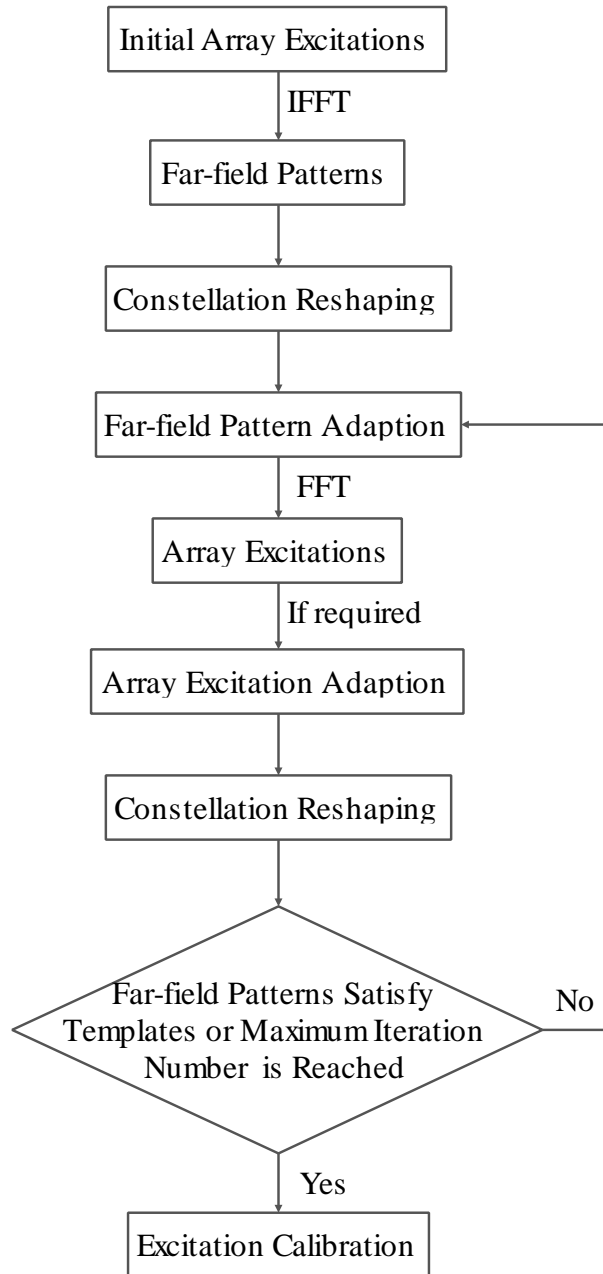 Initial Array Excitations
IFFT
Far-field Patterns
Constellation Reshaping
Far-field Pattern Adaption
FFT
Array Excitations
If required
Array Excitation Adaption
Constellation Reshaping
Far-field Patterns Satisfy
Templates or Maximum Iteration
Number is Reached
No
Yes
Excitation Calibration